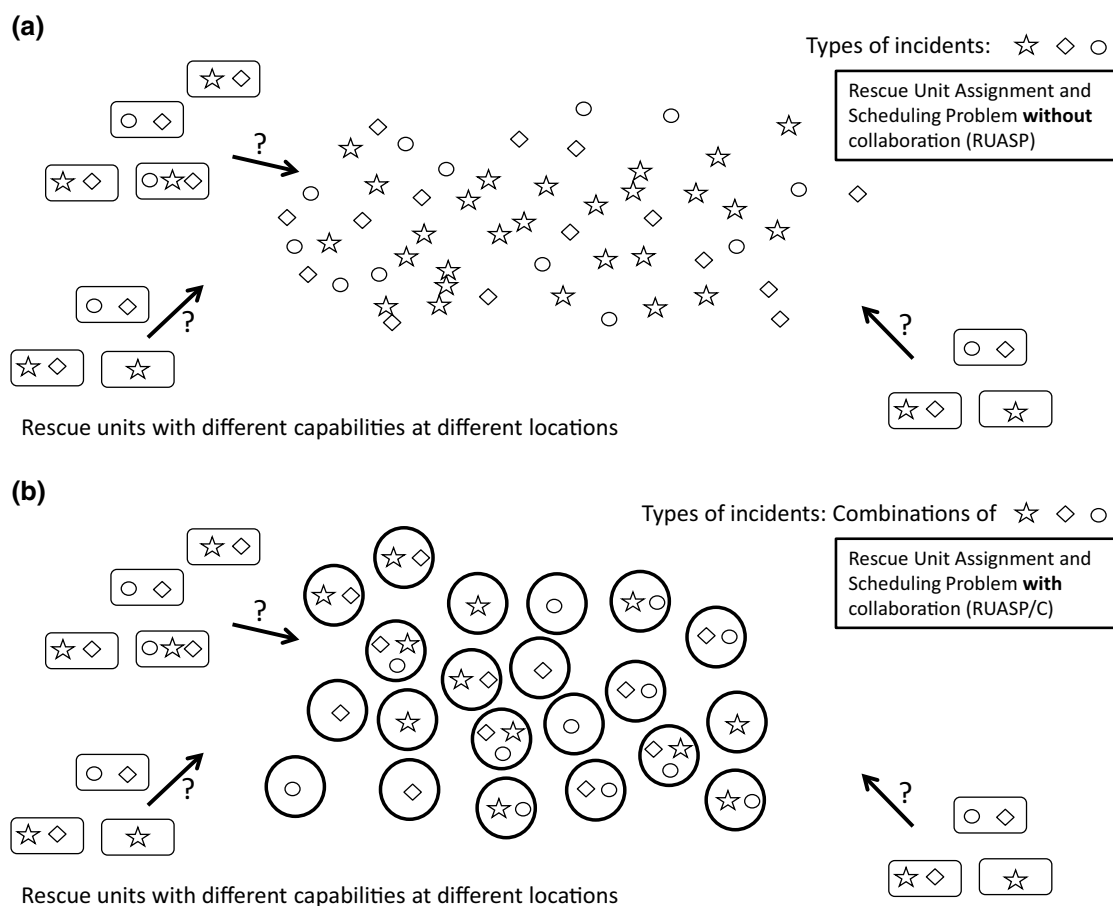 (a)
Types of incidents:
Rescue Unit Assignment and
Scheduling Problem without
collaboration (RUASP)
?
?
?
Rescue units with different capabilities at different locations
(b)
Types of incidents: Combinations of
Rescue Unit Assignment and
Scheduling Problem with
collaboration (RUASP/C)
?
?
?
Rescue units with different capabilities at different locations